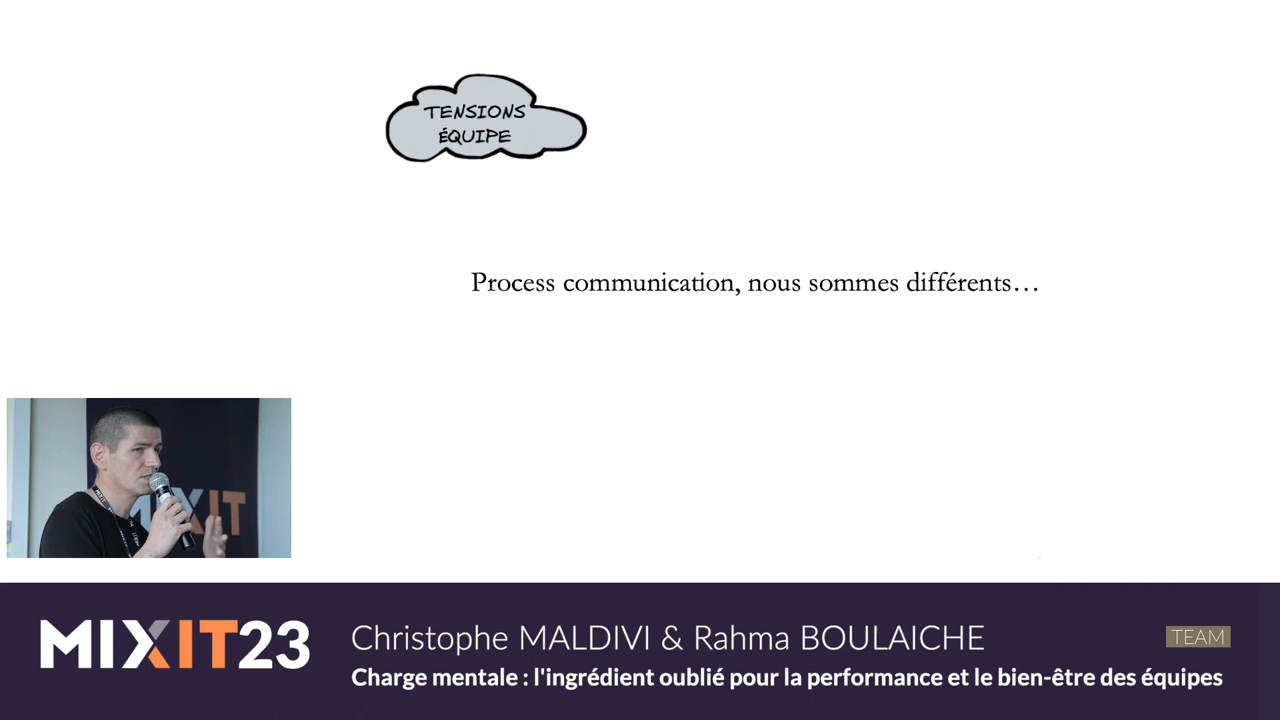 TENSIONS
ÉQUIPE
Process communication, nous sommes différents…
MIXIT
MIXIT23
Christophe MALDIVI & Rahma BOULAICHE
TEAM
Charge mentale : l'ingrédient oublié pour la performance et le bien-être des équipes